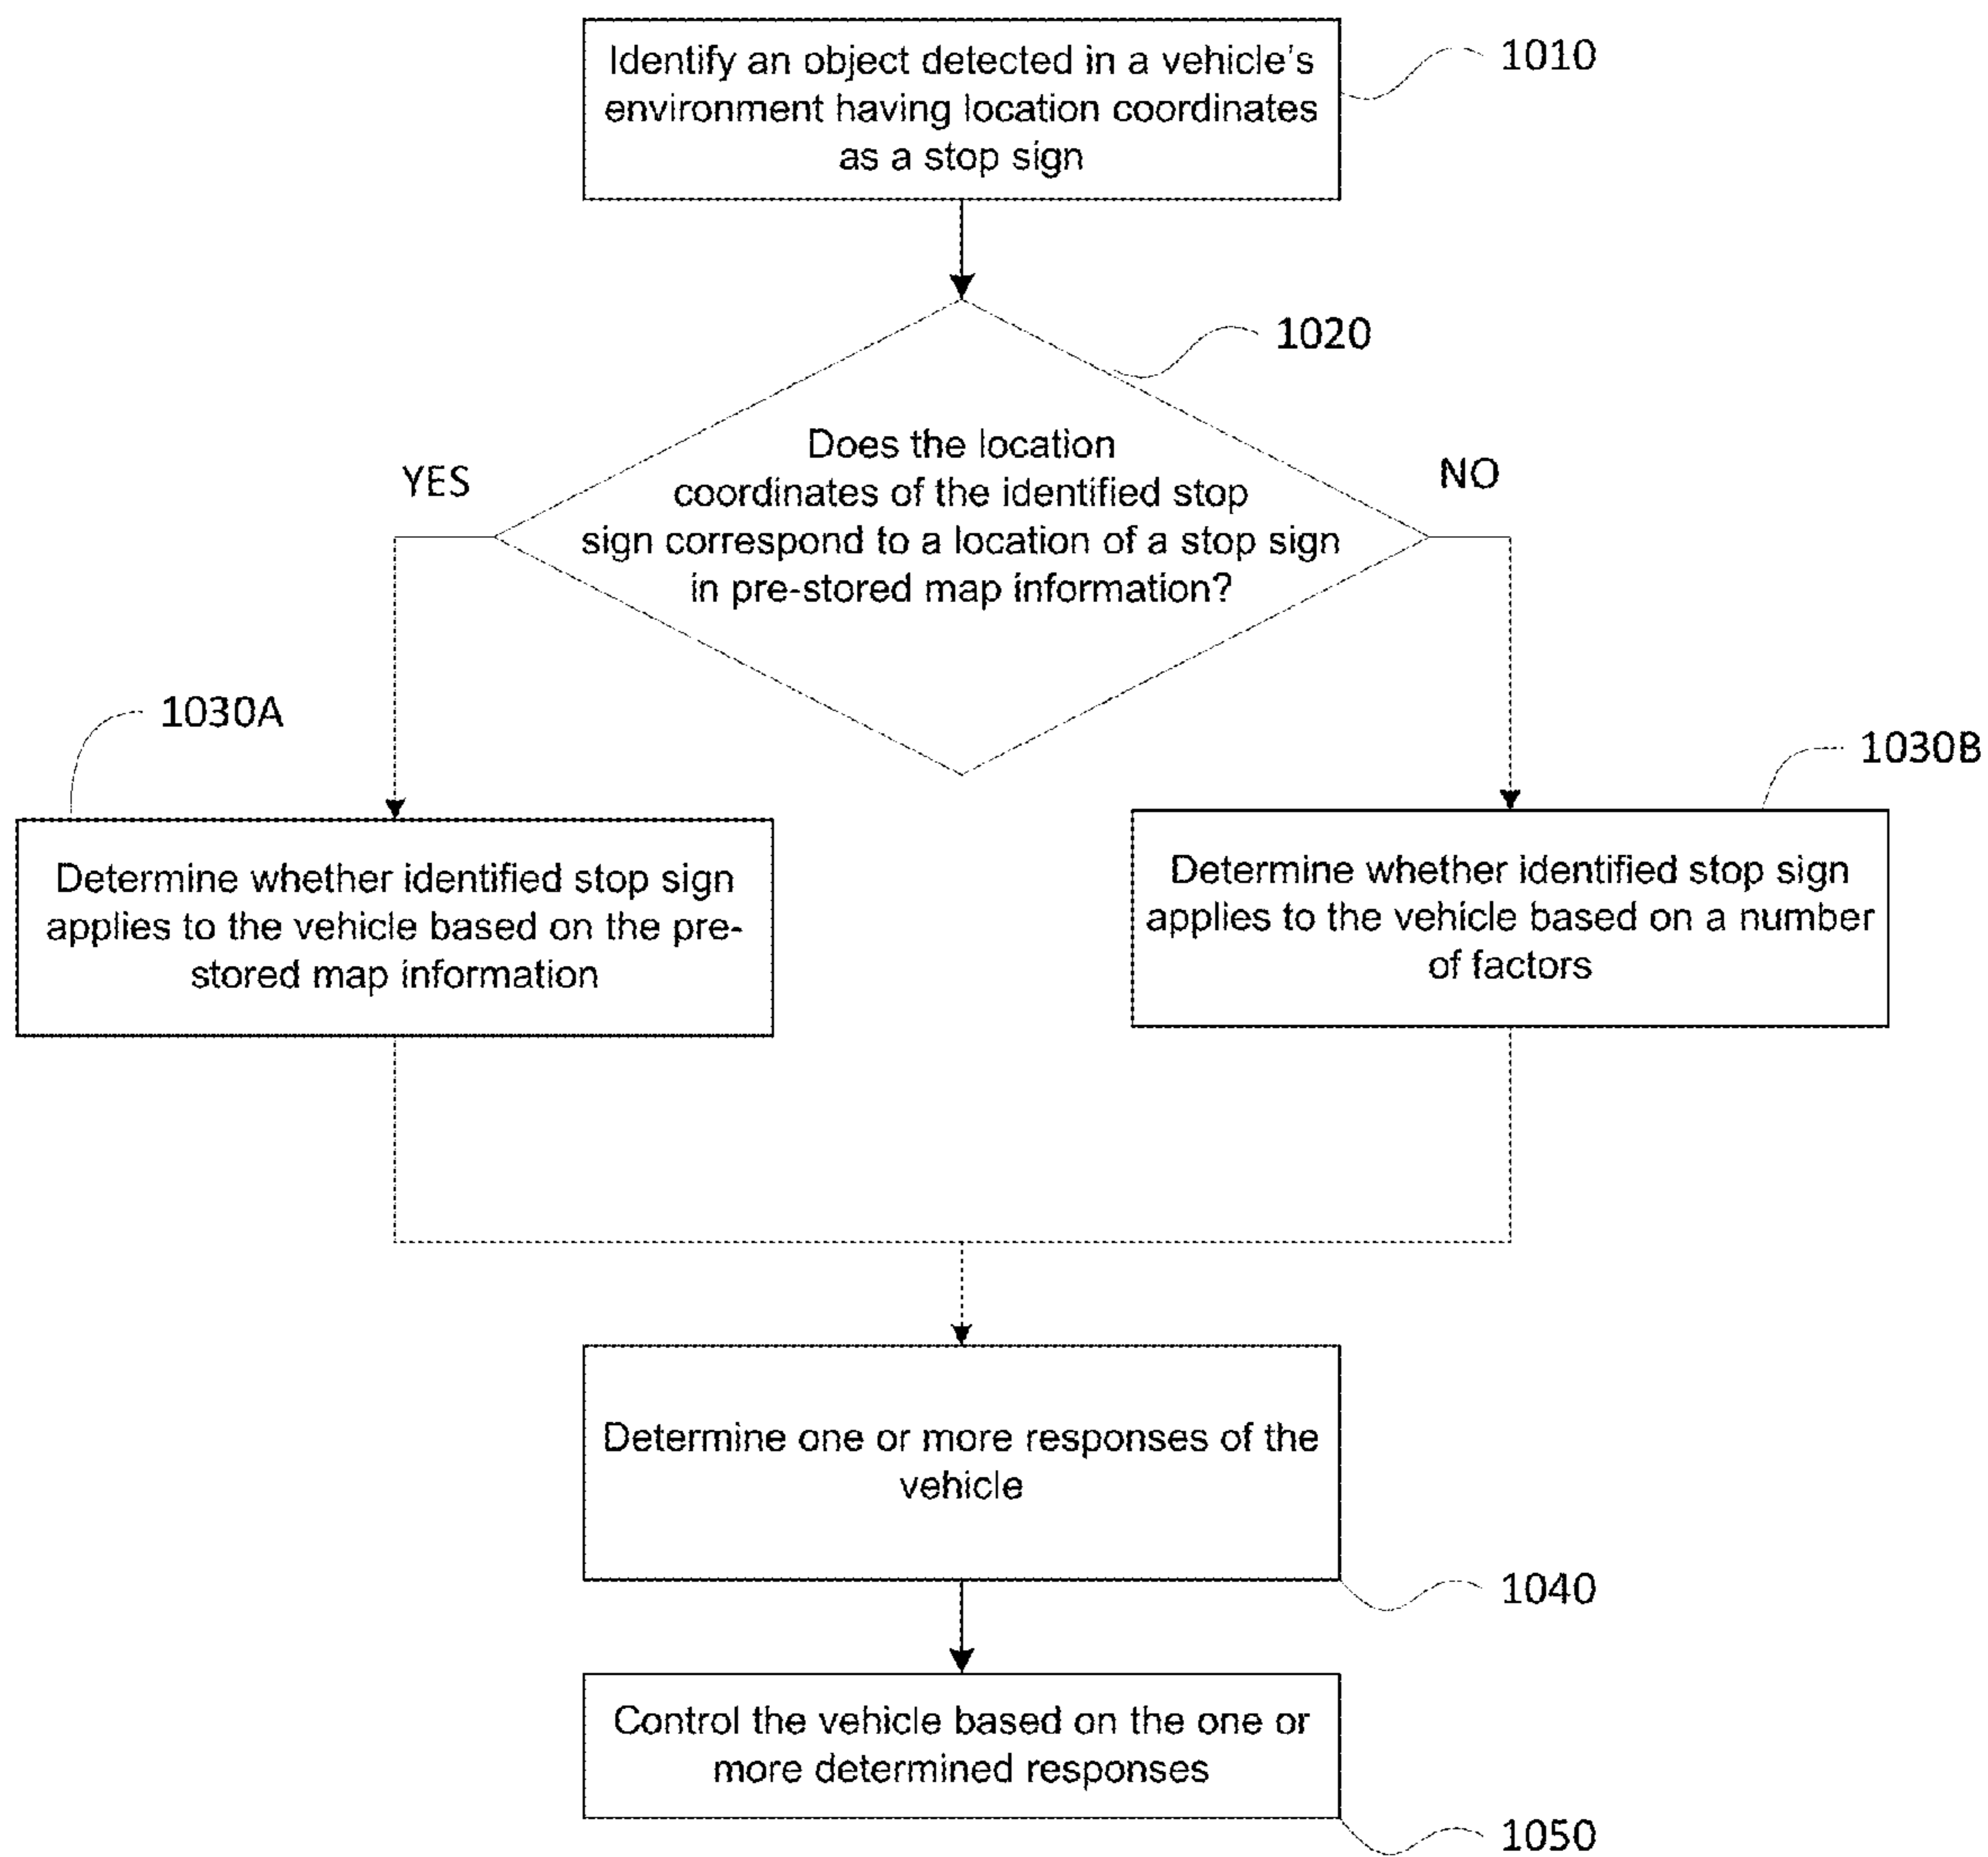 Identify an object detected in a vehicle's
environment having location coordinates
as a stop sign
1010
1020
Does the location
coordinates of the identified stop
sign correspond to a location of a stop sign
in pre-stored map information?
YES
NO
1030A
1030B
Determine whether identified stop sign
applies to the vehicle based on the pre-
stored map information
Determine whether identified stop sign
applies to the vehicle based on a number
of factors
Determine one or more responses of the
vehicle
1040
Control the vehicle based on the one or
more determined responses
1050